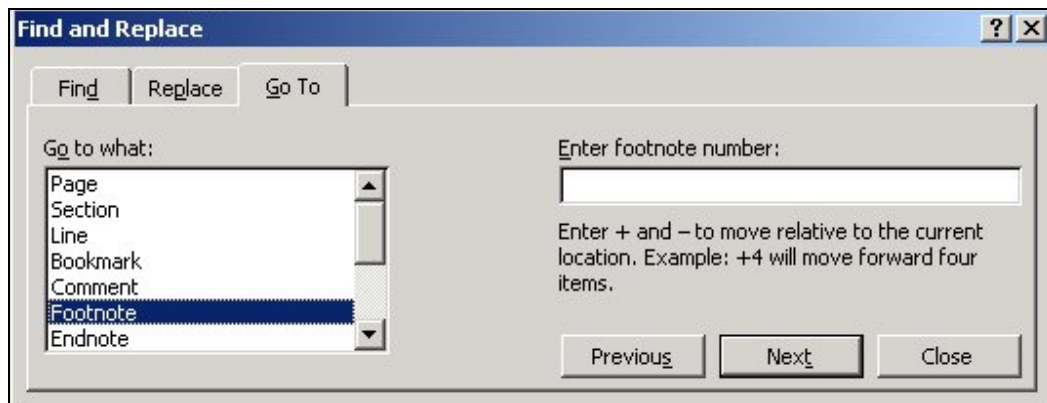 Find and Replace
Find Replace Go To
Go to what:
Page
Section
Line
Bookmark
Comment
Footnote
Endnote
Enter footnote number:
Enter + and – to move relative to the current
location. Example: +4 will move forward four
items.
Previous Next Close